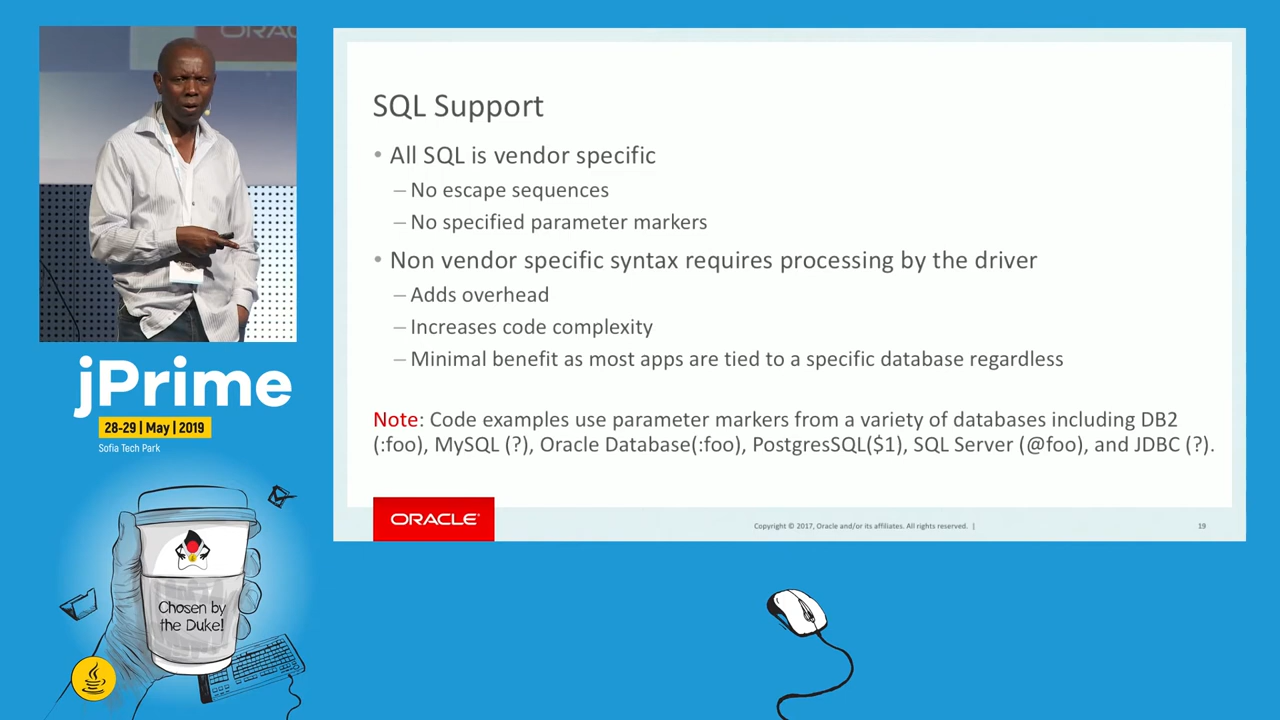 ORAC
SQL Support
• All SQL is vendor specific
– No escape sequences
– No specified parameter markers
• Non vendor specific syntax requires processing by the driver
– Adds overhead
– Increases code complexity
– Minimal benefit as most apps are tied to a specific database regardless
Note: Code examples use parameter markers from a variety of databases including DB2
(:foo), MySQL (?), Oracle Database(:foo), PostgresSQL($1), SQL Server (@foo), and JDBC (?).
ORACLE
Copyright © 2017, Oracle and/or its affiliates. All rights reserved. |
19
jPrime
28-29 | May | 2019
Sofia Tech Park
Chosen by
the Duke!